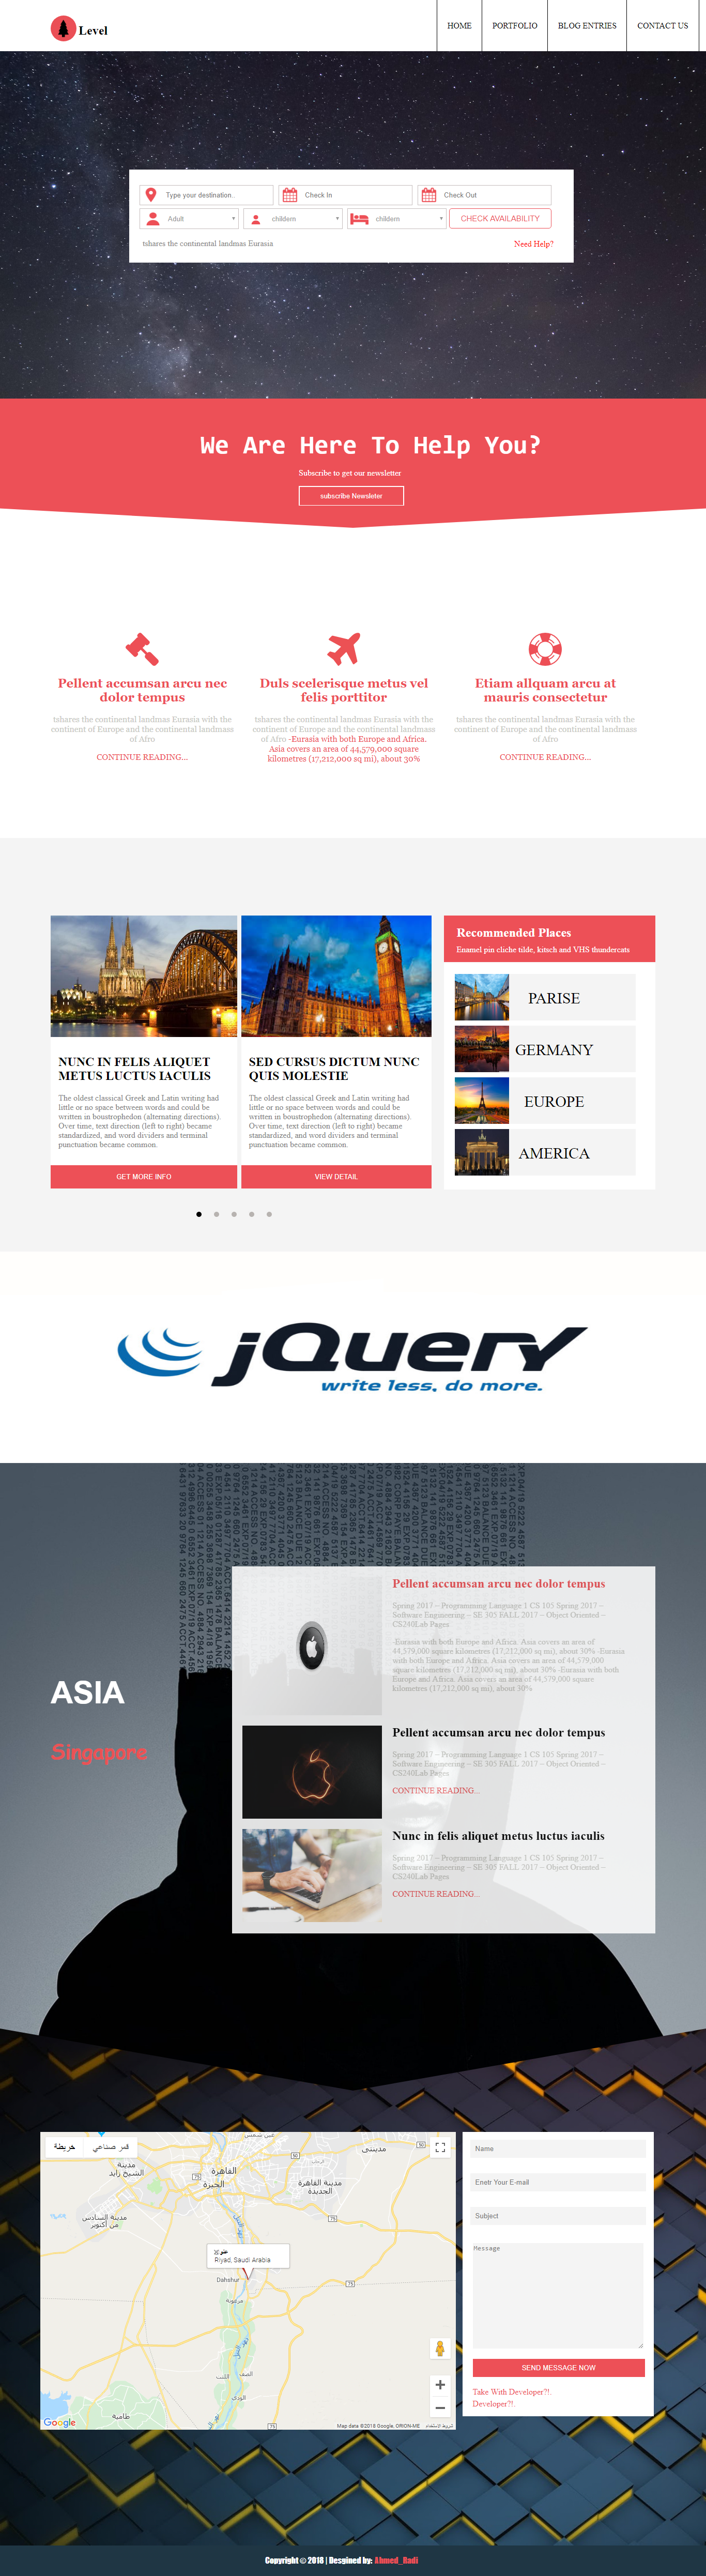 Level
HOME
PORTFOLIO
BLOG ENTRIES
CONTACT US
Type your destination..
Check In
Check Out
Adult
childern
childern
CHECK AVAILABILITY
tshares the continental landmas Eurasia
Need Help?
We Are Here To Help You?
Subscribe to get our newsletter
subscribe Newsleter
Pellent accumsan arcu nec
dolor tempus
tshares the continental landmas Eurasia with the
continent of Europe and the continental landmass
of Afro
CONTINUE READING...
Duls scelerisque metus vel
felis porttitor
tshares the continental landmas Eurasia with the
continent of Europe and the continental landmass
of Afro -Eurasia with both Europe and Africa.
Asia covers an area of 44,579,000 square
kilometres (17,212,000 sq mi), about 30%
Etiam allquam arcu at
mauris consectetur
tshares the continental landmas Eurasia with the
continent of Europe and the continental landmass
of Afro
CONTINUE READING...
NUNC IN FELIS ALIQUET
METUS LUCTUS IACULIS
The oldest classical Greek and Latin writing had
little or no space between words and could be
written in boustrophedon (alternating directions).
Over time, text direction (left to right) became
standardized, and word dividers and terminal
punctuation became common.
GET MORE INFO
SED CURSUS DICTUM NUNC
QUIS MOLESTIE
The oldest classical Greek and Latin writing had
little or no space between words and could be
written in boustrophedon (alternating directions).
Over time, text direction (left to right) became
standardized, and word dividers and terminal
punctuation became common.
VIEW DETAIL
Recommended Places
Enamel pin cliche tilde, kitsch and VHS thundercats
PARISE
GERMANY
EUROPE
AMERICA
jQuery
write less, do more.
ASIA
Singapore
Pellent accumsan arcu nec dolor tempus
Spring 2017 – Programming Language 1 CS 105 Spring 2017 –
Software Engineering – SE 305 FALL 2017 – Object Oriented –
CS240Lab Pages
-Eurasia with both Europe and Africa. Asia covers an area of
44,579,000 square kilometres (17,212,000 sq mi), about 30% -Eurasia
with both Europe and Africa. Asia covers an area of 44,579,000
square kilometres (17,212,000 sq mi), about 30% -Eurasia with both
Europe and Africa. Asia covers an area of 44,579,000 square
kilometres (17,212,000 sq mi), about 30%
Pellent accumsan arcu nec dolor tempus
Spring 2017 – Programming Language 1 CS 105 Spring 2017 –
Software Engineering – SE 305 FALL 2017 – Object Oriented –
CS240Lab Pages
CONTINUE READING...
Nunc in felis aliquet metus luctus iaculis
Spring 2017 – Programming Language 1 CS 105 Spring 2017 –
Software Engineering – SE 305 FALL 2017 – Object Oriented –
CS240Lab Pages
CONTINUE READING...
خريطة
قمر صناعي
مدينة
الشيخ زايد
القاهرة
الجيزة
مدينتي
مدينة القاهرة
الجديدة
مدينة السادس
من أكتوبر
Riyad, Saudi Arabia
Dahshur
مزغونة
الصف
اللشت
الودي
طامية
Google
Map data ©2018 Google, ORION-ME
شروط الاستخدام
Name
Enetr Your E-mail
Subject
Message
SEND MESSAGE NOW
Take With Developer?!.
Developer?!.
Copyright © 2018 | Desgined by: Ahmed_Radi